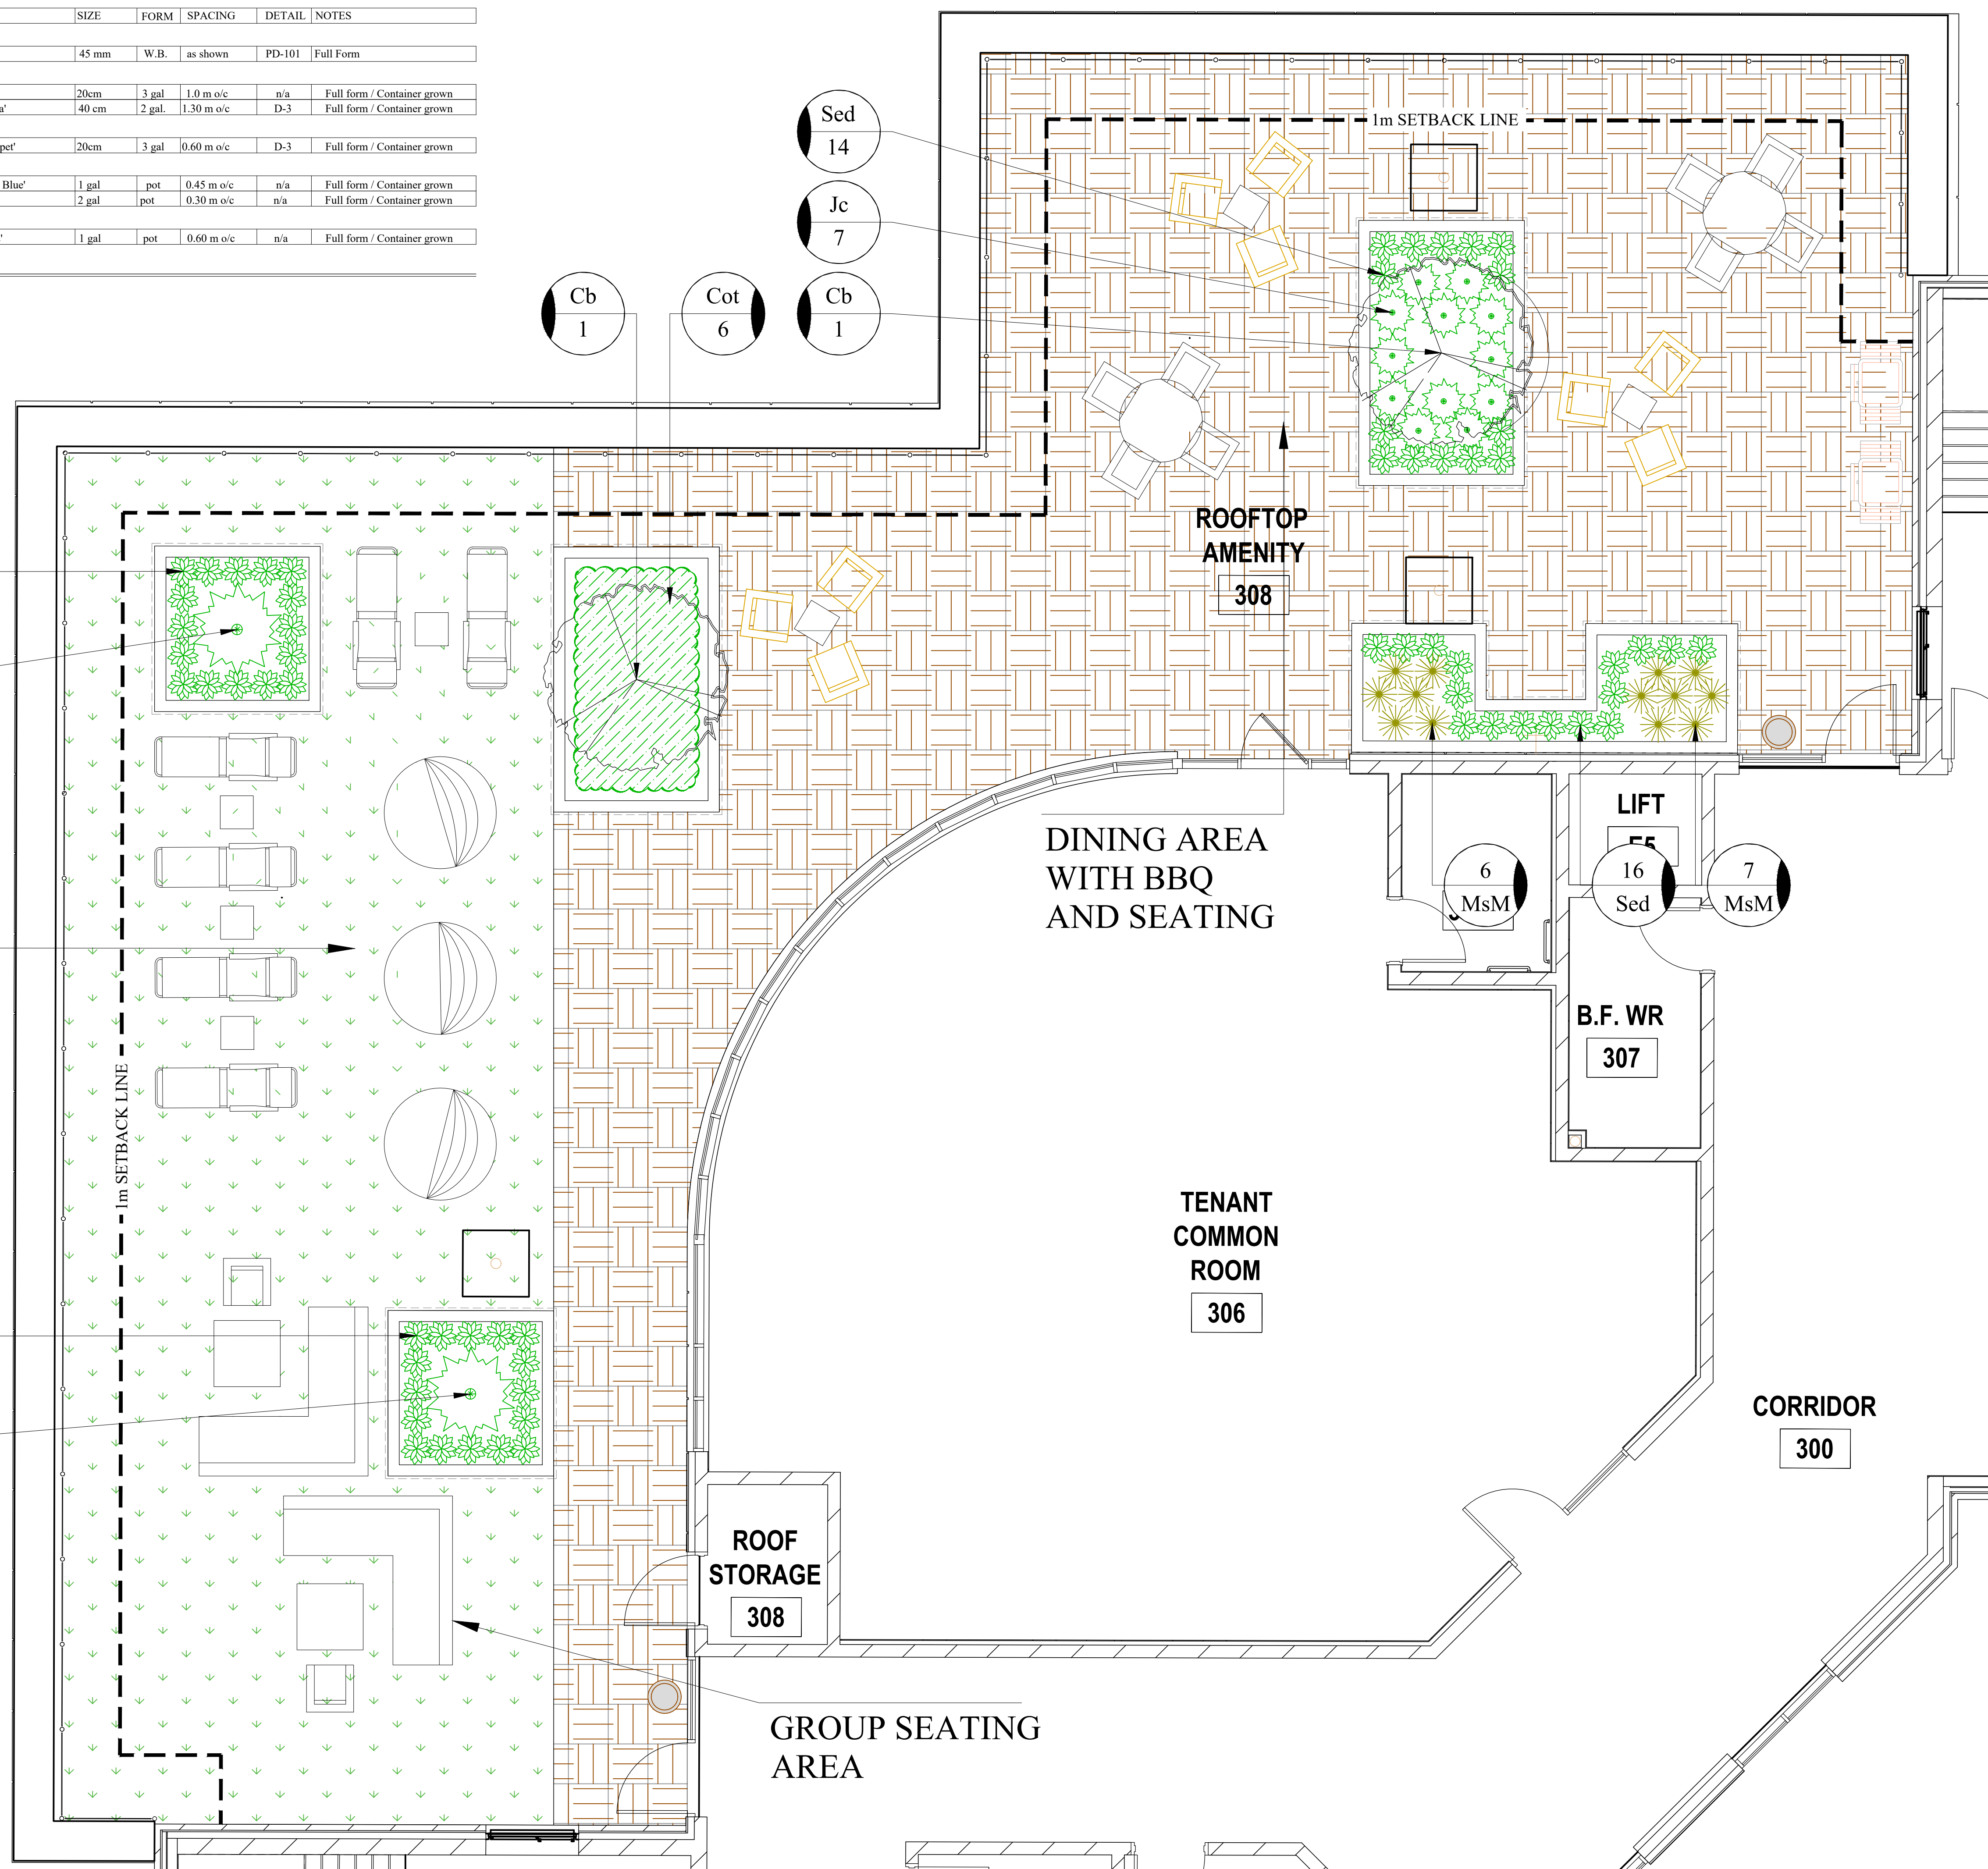 SIZE FORM SPACING DETAIL NOTES
45 mm W.B. as shown PD-101 Full Form
20cm 3 gal 1.0 m o/c n/a Full form / Container grown
a' 40 cm 2 gal. 1.30 m o/c D-3 Full form / Container grown
pet' 20cm 3 gal 0.60 m o/c D-3 Full form / Container grown
Blue' 1 gal pot 0.45 m o/c n/a Full form / Container grown
2 gal pot 0.30 m o/c n/a Full form / Container grown
' 1 gal pot 0.60 m o/c n/a Full form / Container grown
Sed
14
Jc
7
Cb
1
Cot
6
Cb
1
1m SETBACK LINE
ROOFTOP
AMENITY
308
DINING AREA
WITH BBQ
AND SEATING
LIFT
6
MsM
16
Sed
7
MsM
B.F. WR
307
1m SETBACK LINE
TENANT
COMMON
ROOM
306
CORRIDOR
300
ROOF
STORAGE
308
GROUP SEATING
AREA